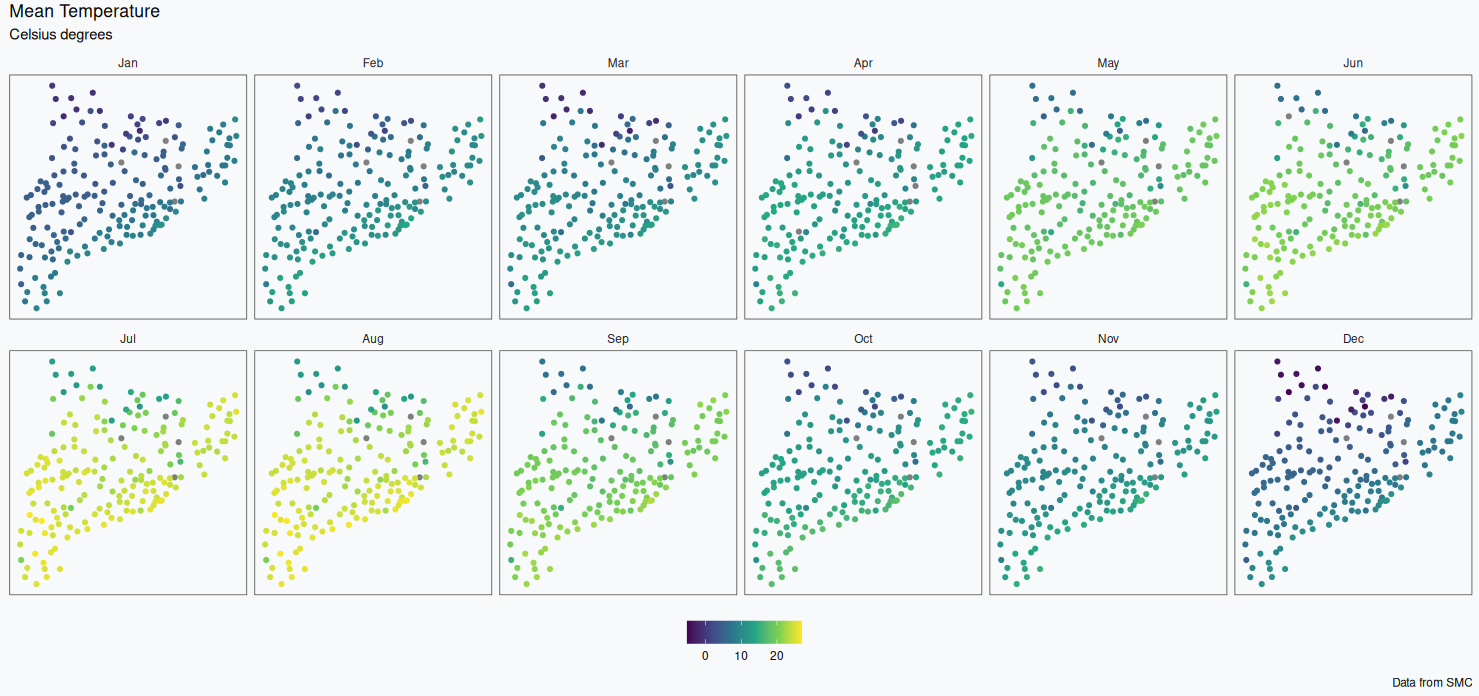 Mean Temperature
Celsius degrees
Jan Feb Mar Apr May Jun
Jul Aug Sep Oct Nov Dec
0 10 20
Data from SMC